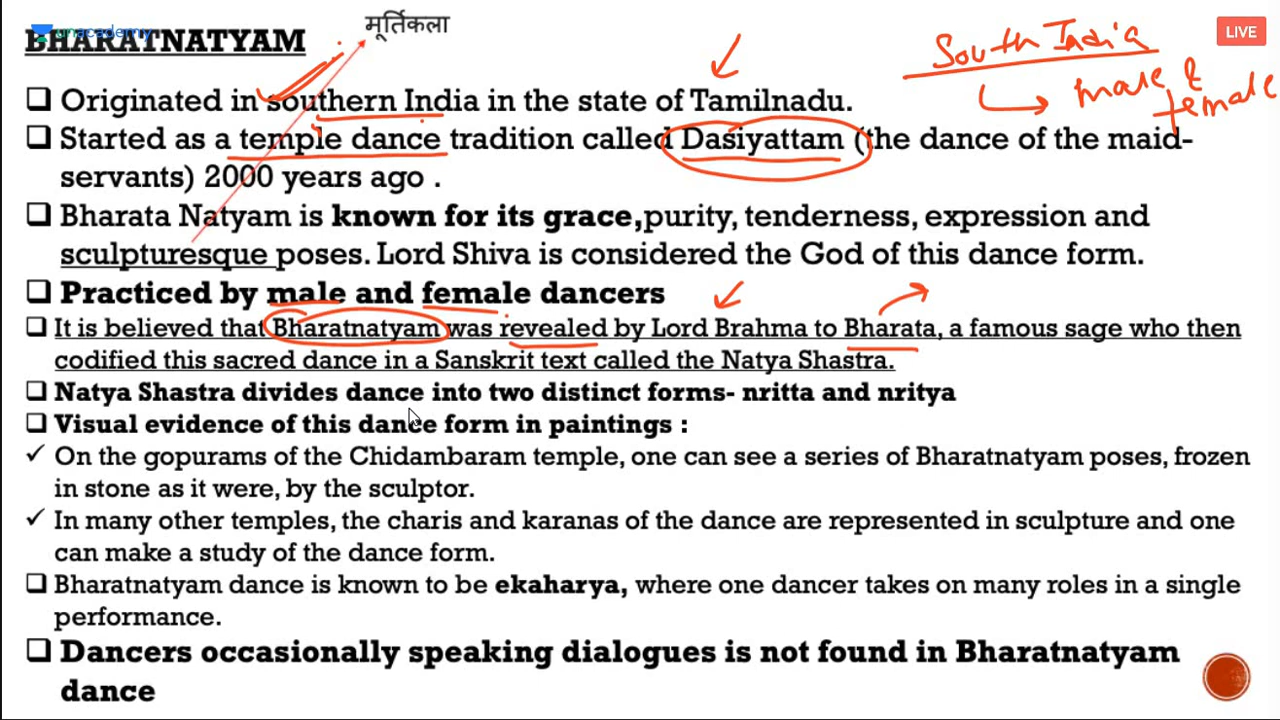 unacademy
मूर्तिकला
LIVE
BHARATNATYAM
South India
male &
female
❑ Originated in southern India in the state of Tamilnadu.
❑ Started as a temple dance tradition called Dasiyattam (the dance of the maid-
servants) 2000 years ago .
❑ Bharata Natyam is known for its grace,purity, tenderness, expression and
sculpturesque poses. Lord Shiva is considered the God of this dance form.
❑ Practiced by male and female dancers
❑ It is believed that Bharatnatyam was revealed by Lord Brahma to Bharata, a famous sage who then
codified this sacred dance in a Sanskrit text called the Natya Shastra.
❑ Natya Shastra divides dance into two distinct forms- nritta and nritya
❑ Visual evidence of this dance form in paintings :
✓ On the gopurams of the Chidambaram temple, one can see a series of Bharatnatyam poses, frozen
in stone as it were, by the sculptor.
✓ In many other temples, the charis and karanas of the dance are represented in sculpture and one
can make a study of the dance form.
❑ Bharatnatyam dance is known to be ekaharya, where one dancer takes on many roles in a single
performance.
❑ Dancers occasionally speaking dialogues is not found in Bharatnatyam
dance